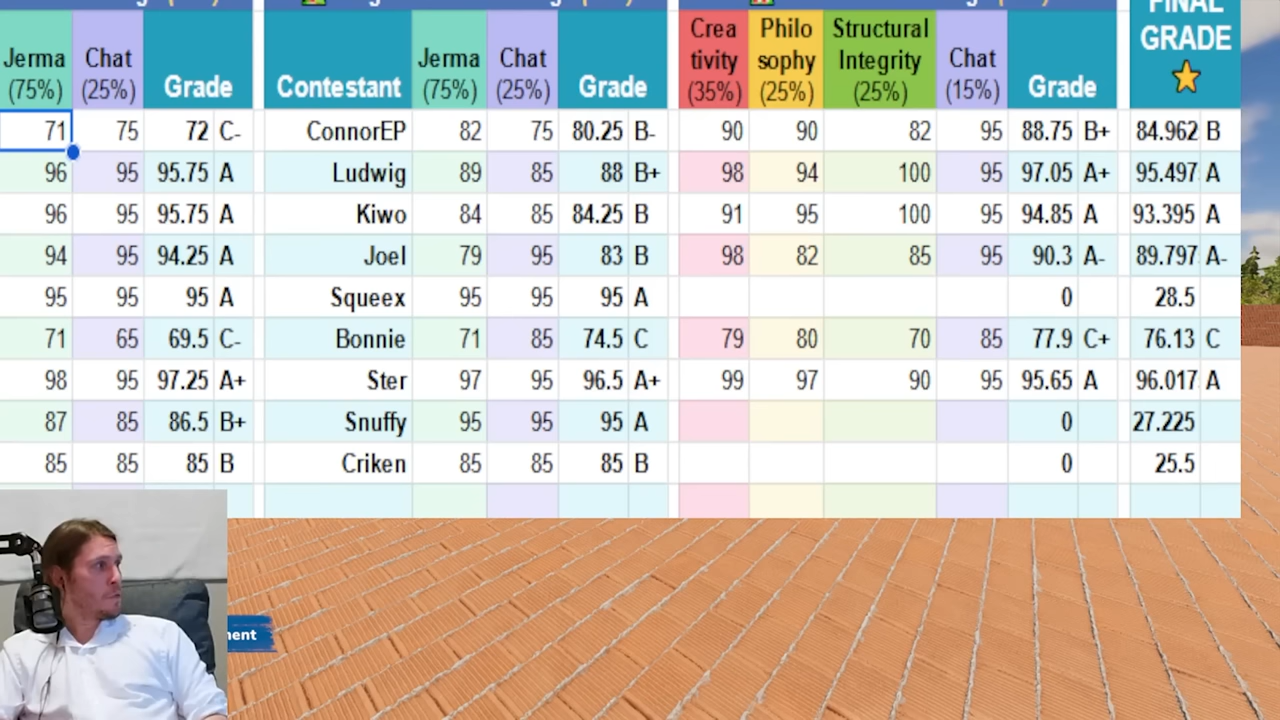 FINAL
GRADE
Jerma Chat Grade Contestant Jerma Chat Grade Crea Philo Structural Chat Grade
tivity sophy Integrity
(75%) (25%) (75%) (25%) (35%) (25%) (25%) (15%)
71 75 72 C- ConnorEP 82 75 80.25 B- 90 90 82 95 88.75 B+ 84.962 B
96 95 95.75 A Ludwig 89 85 88 B+ 98 94 100 95 97.05 A+ 95.497 A
96 95 95.75 A Kiwo 84 85 84.25 B 91 95 100 95 94.85 A 93.395 A
94 95 94.25 A Joel 79 95 83 B 98 82 85 95 90.3 A- 89.797 A-
95 95 95 A Squeex 95 95 95 A 0 28.5
71 65 69.5 C- Bonnie 71 85 74.5 C 79 80 70 85 77.9 C+ 76.13 C
98 95 97.25 A+ Ster 97 95 96.5 A+ 99 97 90 95 95.65 A 96.017 A
87 85 86.5 B+ Snuffy 95 95 95 A 0 27.225
85 85 85 B Criken 85 85 85 B 0 25.5
nent